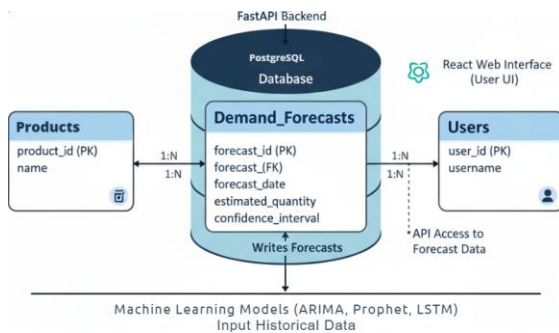 FastAPI Backend
PostgreSQL
Database
React Web Interface
(User UI)
Products
product_id (PK)
name
1:N
1:N
Demand_Forecasts
forecast_id (PK)
forecast_(FK)
forecast_date
estimated_quantity
confidence_interval
1:N
1:N
Users
user_id (PK)
username
API Access to
Forecast Data
Writes Forecasts
Machine Learning Models (ARIMA, Prophet, LSTM)
Input Historical Data